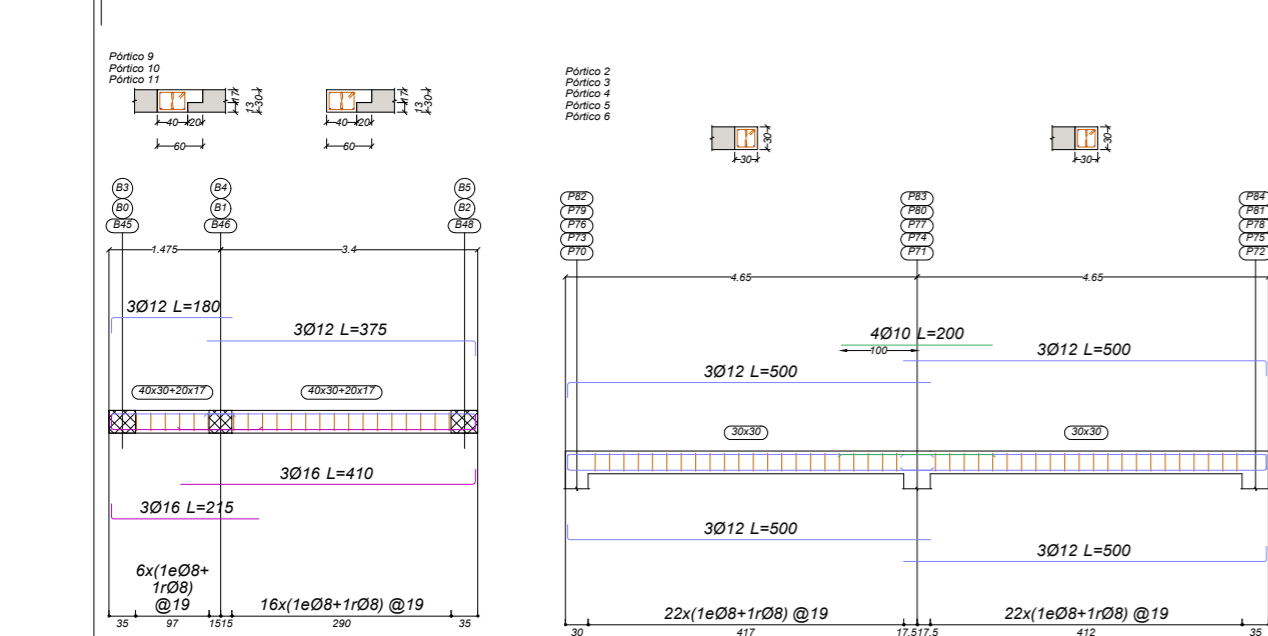 Pórtico 9
Pórtico 10
Pórtico 11
17
13
30
17
13
30
40 20
60
40 20
60
B3
B0
B45
B4
B1
B46
B5
B2
B48
1.475
3.4
3Ø12 L=180
3Ø12 L=375
40x30+20x17
40x30+20x17
3Ø16 L=410
3Ø16 L=215
6x(1eØ8+
1rØ8)
@19
16x(1eØ8+1rØ8) @19
35
97
1515
290
35
Pórtico 2
Pórtico 3
Pórtico 4
Pórtico 5
Pórtico 6
30
30
30
30
P82
P79
P76
P73
P70
P83
P80
P77
P74
P71
P84
P81
P78
P75
P72
4.65
4.65
4Ø10 L=200
100
3Ø12 L=500
3Ø12 L=500
30x30
30x30
3Ø12 L=500
3Ø12 L=500
22x(1eØ8+1rØ8) @19
22x(1eØ8+1rØ8) @19
30
417
17.517.5
412
35